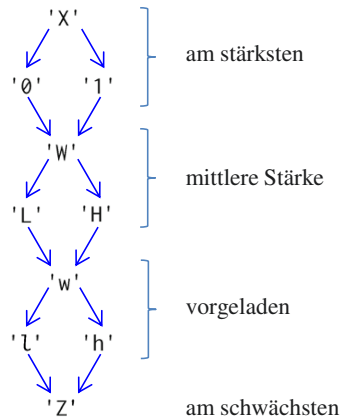 'X'
am stärksten
'0' '1'
'W'
mittlere Stärke
'L' 'H'
'w'
vorgeladen
'l' 'h'
'Z'
am schwächsten